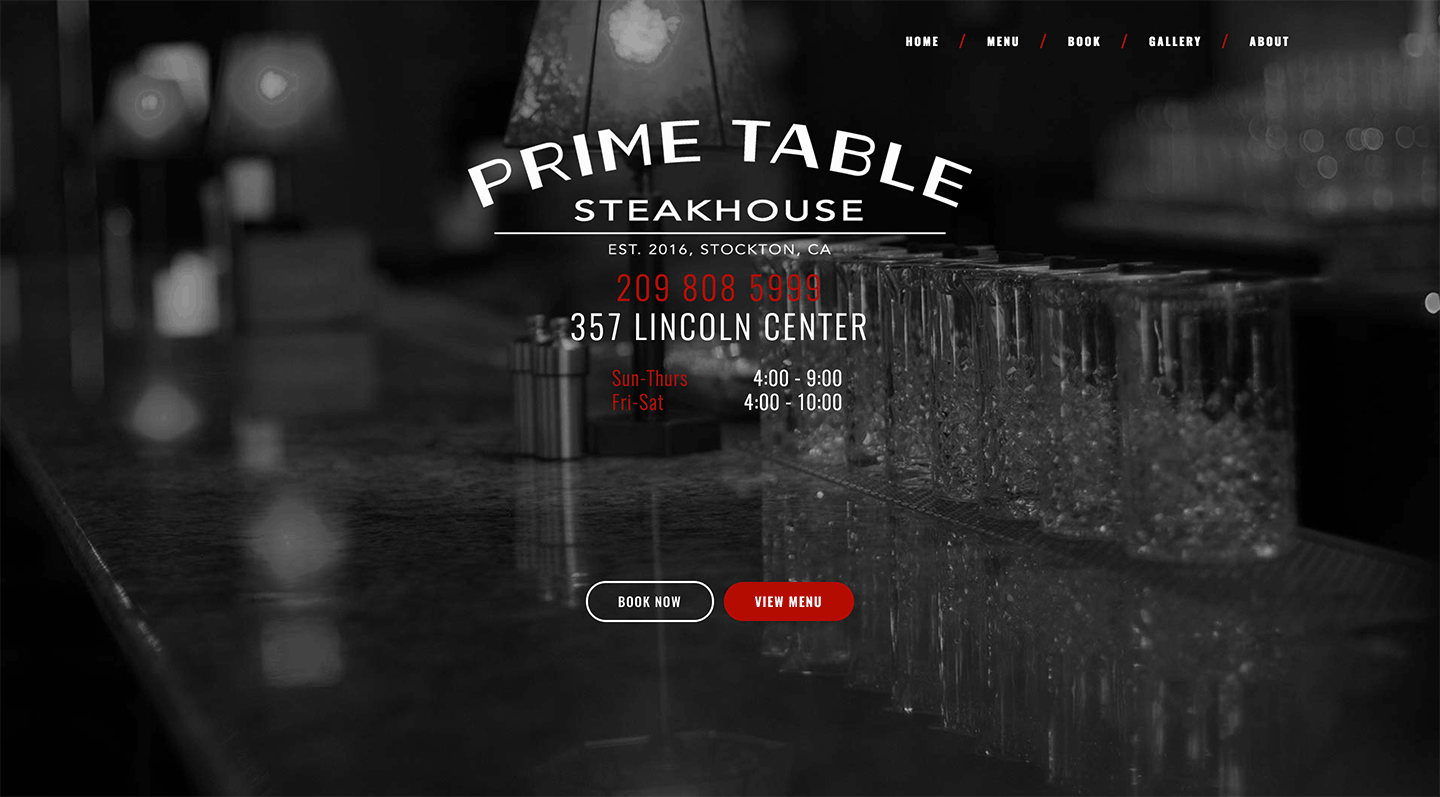 HOME / MENU / BOOK / GALLERY / ABOUT
PRIME TABLE
STEAKHOUSE
EST. 2016, STOCKTON, CA
209 808 5999
357 LINCOLN CENTER
Sun-Thurs 4:00 - 9:00
Fri-Sat 4:00 - 10:00
BOOK NOW VIEW MENU